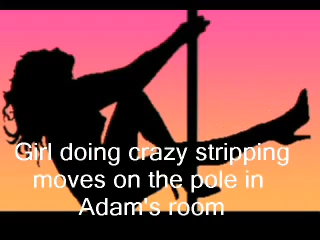 Girl doing crazy stripping
moves on the pole in
Adam's room